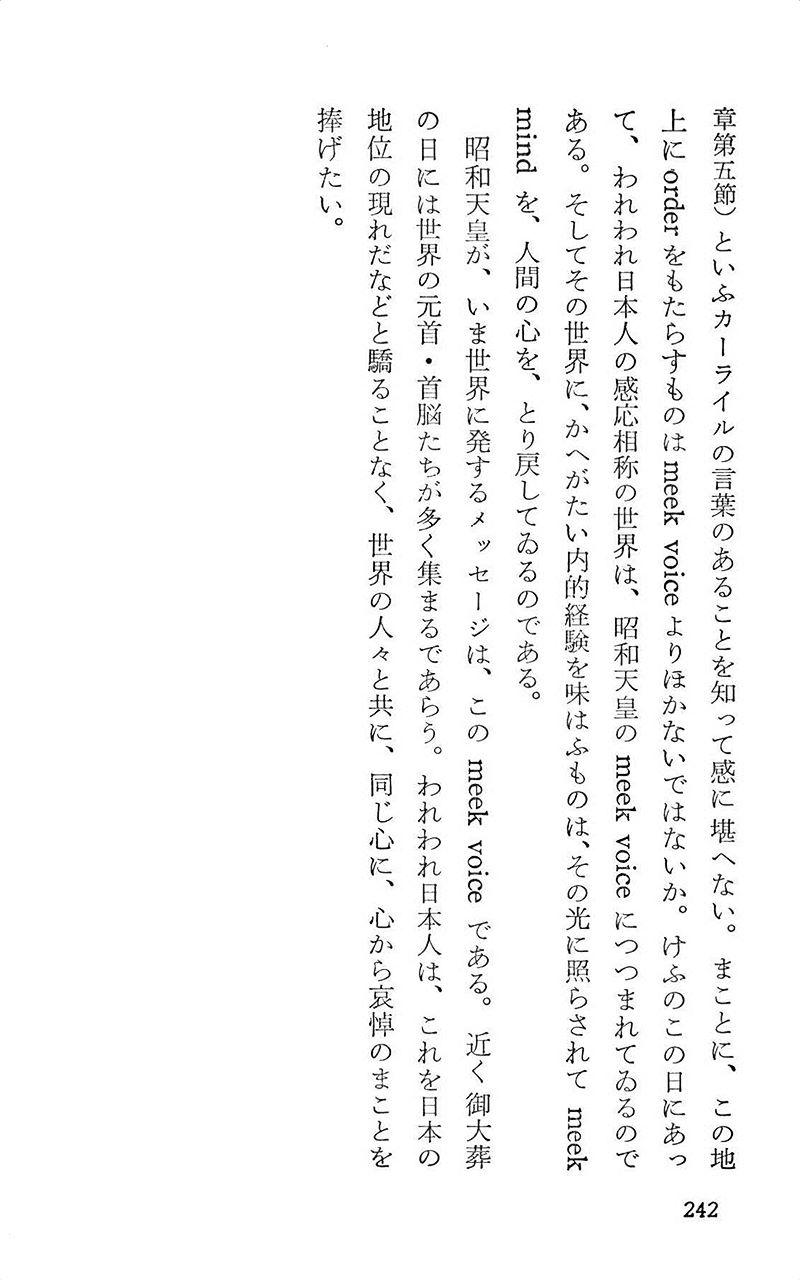 章第五節）といふカーライルの言葉のあることを知って感に堪へない。まことに、この地
上に order をもたらすものは meek voice よりほかないではないか。けふのこの日にあっ
て、われわれ日本人の感応相称の世界は、昭和天皇の meek voice につつまれてゐるので
ある。そしてその世界に、かへがたい内的経験を味はふものは、その光に照らされて meek
mind を、人間の心を、とり戻してゐるのである。
昭和天皇が、いま世界に発するメッセージは、この meek voice である。近く御大葬
の日には世界の元首・首脳たちが多く集まるであらう。われわれ日本人は、これを日本の
地位の現れだなどと驕ることなく、世界の人々と共に、同じ心に、心から哀悼のまことを
捧げたい。
242